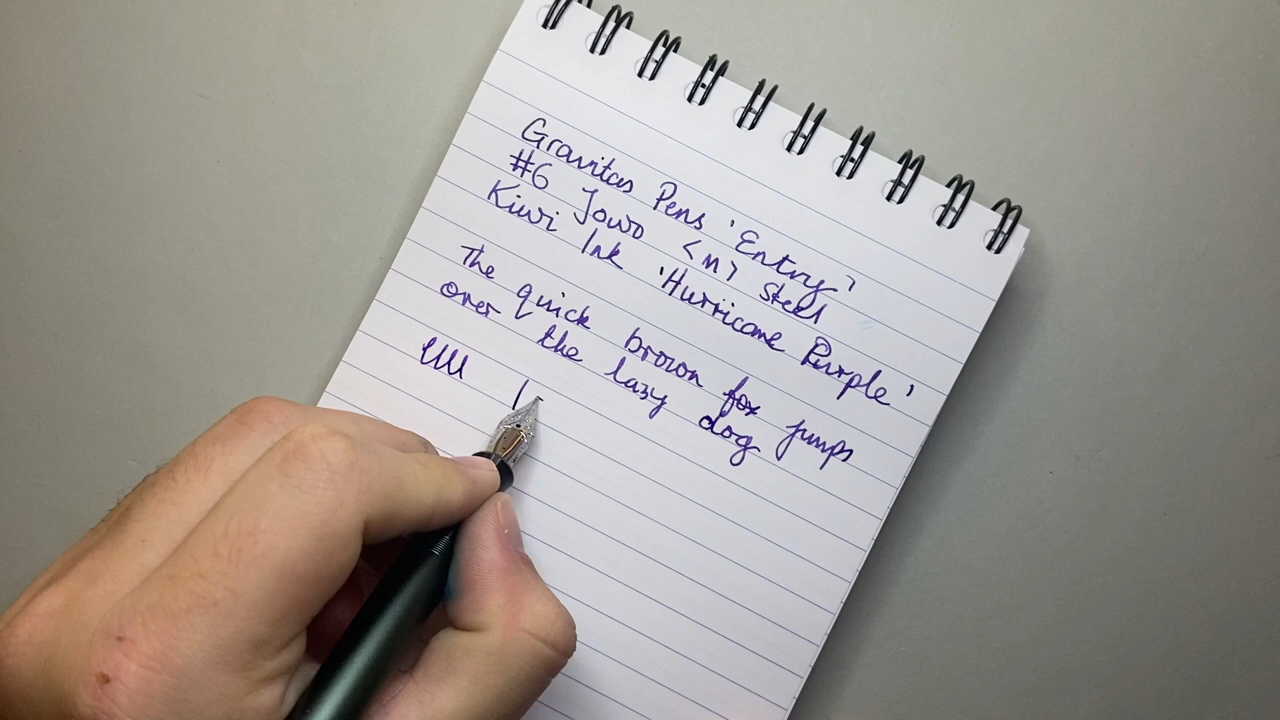 Gravitas Pens 'Entry'
#6 Jowo <M> Steel
Kiwi Ink 'Hurricane Purple'
The quick brown fox jumps
over the lazy dog